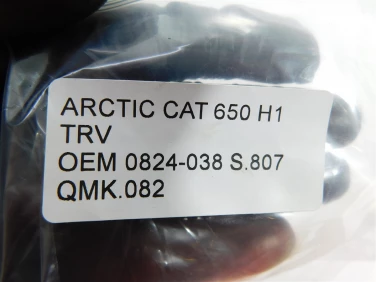 ARCTIC CAT 650 H1
TRV
OEM 0824-038 S.807
QMK.082